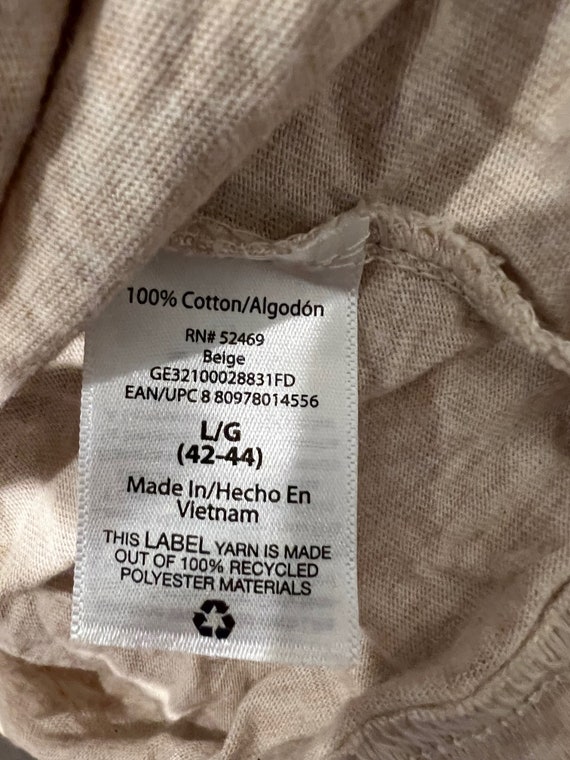 100% Cotton/Algodón
RN# 52469
Beige
GE32100028831FD
EAN/UPC 8 80978014556
L/G
(42-44)
Made In/Hecho En
Vietnam
THIS LABEL YARN IS MADE
OUT OF 100% RECYCLED
POLYESTER MATERIALS